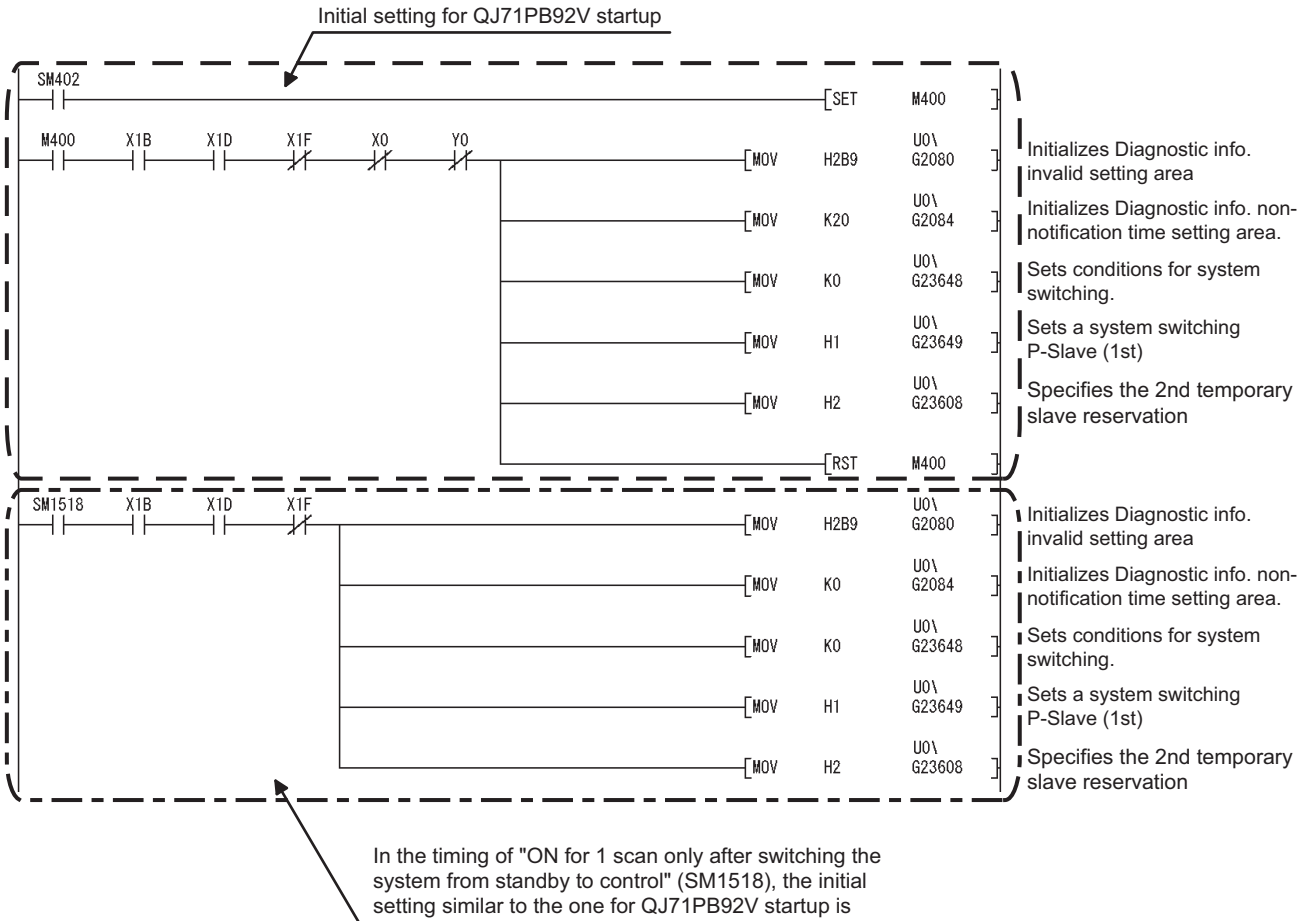 Initial setting for QJ71PB92V startup
SM402
SET M400
M400 X1B X1D X1F X0 Y0
MOV H2B9 U0\G2080
Initializes Diagnostic info.
invalid setting area
MOV K20 U0\G2084
Initializes Diagnostic info. non-
notification time setting area.
MOV K0 U0\G23648
Sets conditions for system
switching.
MOV H1 U0\G23649
Sets a system switching
P-Slave (1st)
MOV H2 U0\G23608
Specifies the 2nd temporary
slave reservation
RST M400
SM1518 X1B X1D X1F
MOV H2B9 U0\G2080
Initializes Diagnostic info.
invalid setting area
MOV K0 U0\G2084
Initializes Diagnostic info. non-
notification time setting area.
MOV K0 U0\G23648
Sets conditions for system
switching.
MOV H1 U0\G23649
Sets a system switching
P-Slave (1st)
MOV H2 U0\G23608
Specifies the 2nd temporary
slave reservation
In the timing of "ON for 1 scan only after switching the
system from standby to control" (SM1518), the initial
setting similar to the one for QJ71PB92V startup is